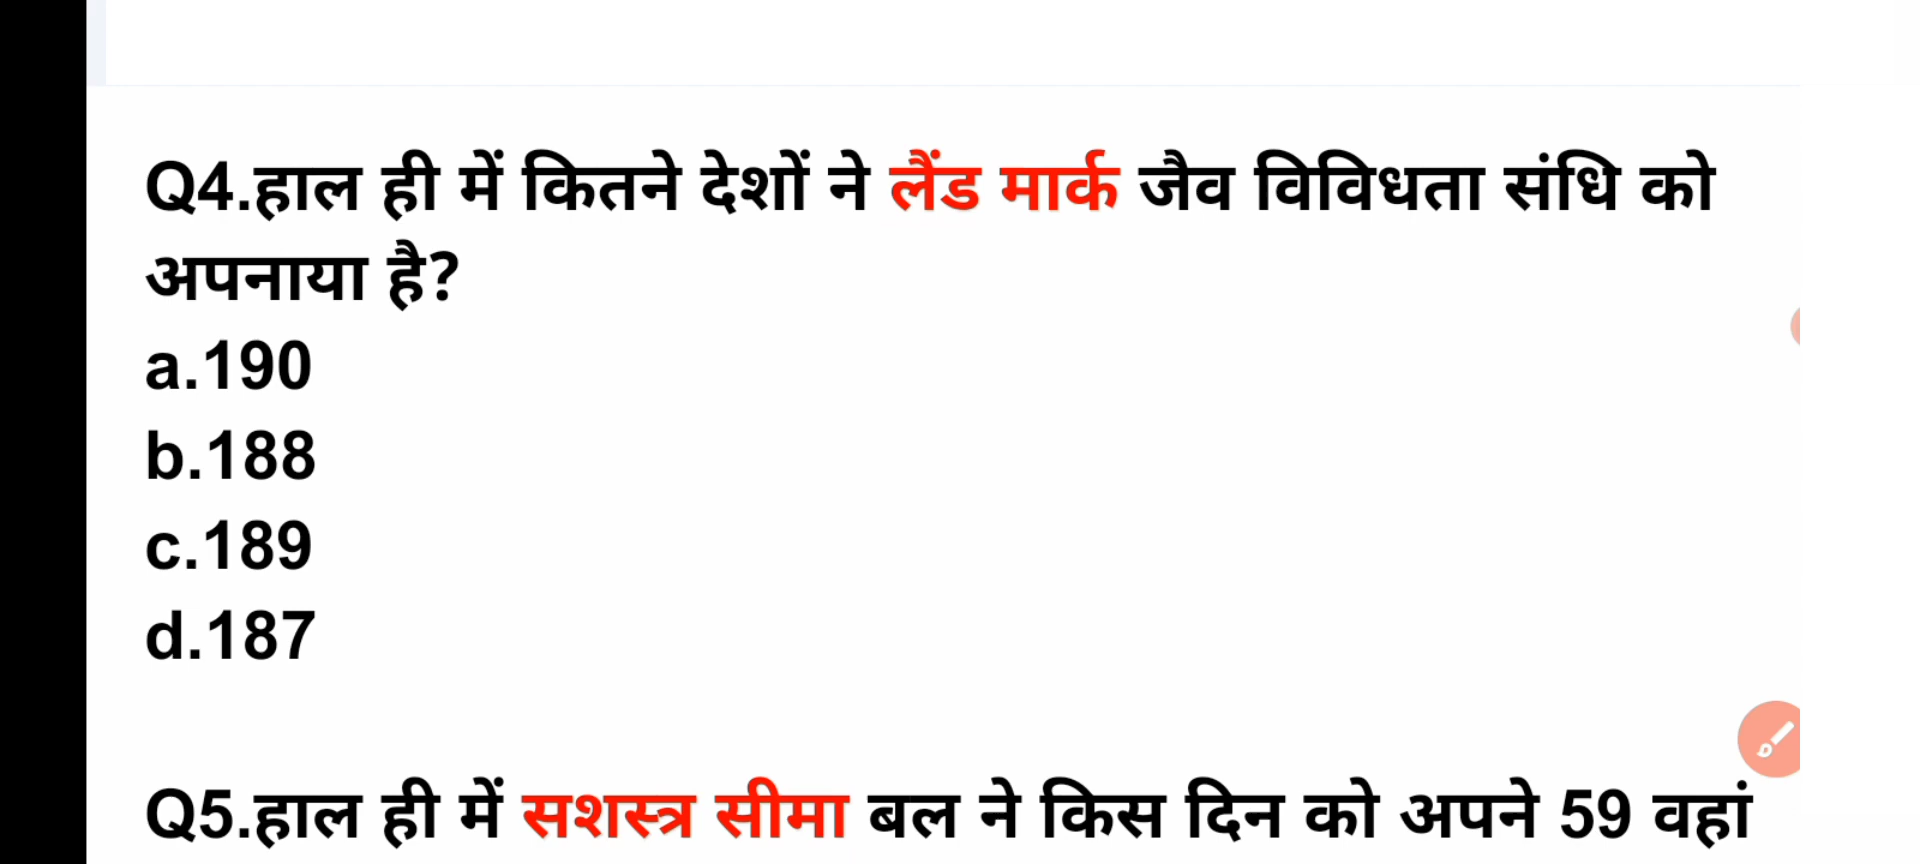 Q4.हाल ही में कितने देशों ने लैंड मार्क जैव विविधता संधि को
अपनाया है?
a.190
b.188
c.189
d.187
Q5.हाल ही में सशस्त्र सीमा बल ने किस दिन को अपने 59 वहां